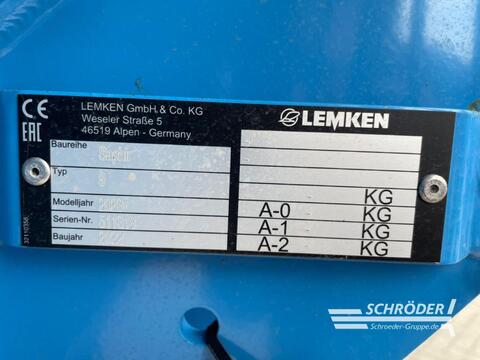 CE
LEMKEN GmbH & Co. KG
Weseler Straße 5
46519 Alpen - Germany
LEMKEN
EAC
Baureihe
Typ
9
Modelljahr
Serien-Nr.
Baujahr
KG
A-0 KG
A-1 KG
A-2 KG
SCHRÖDER
Schroeder-Gruppe.de